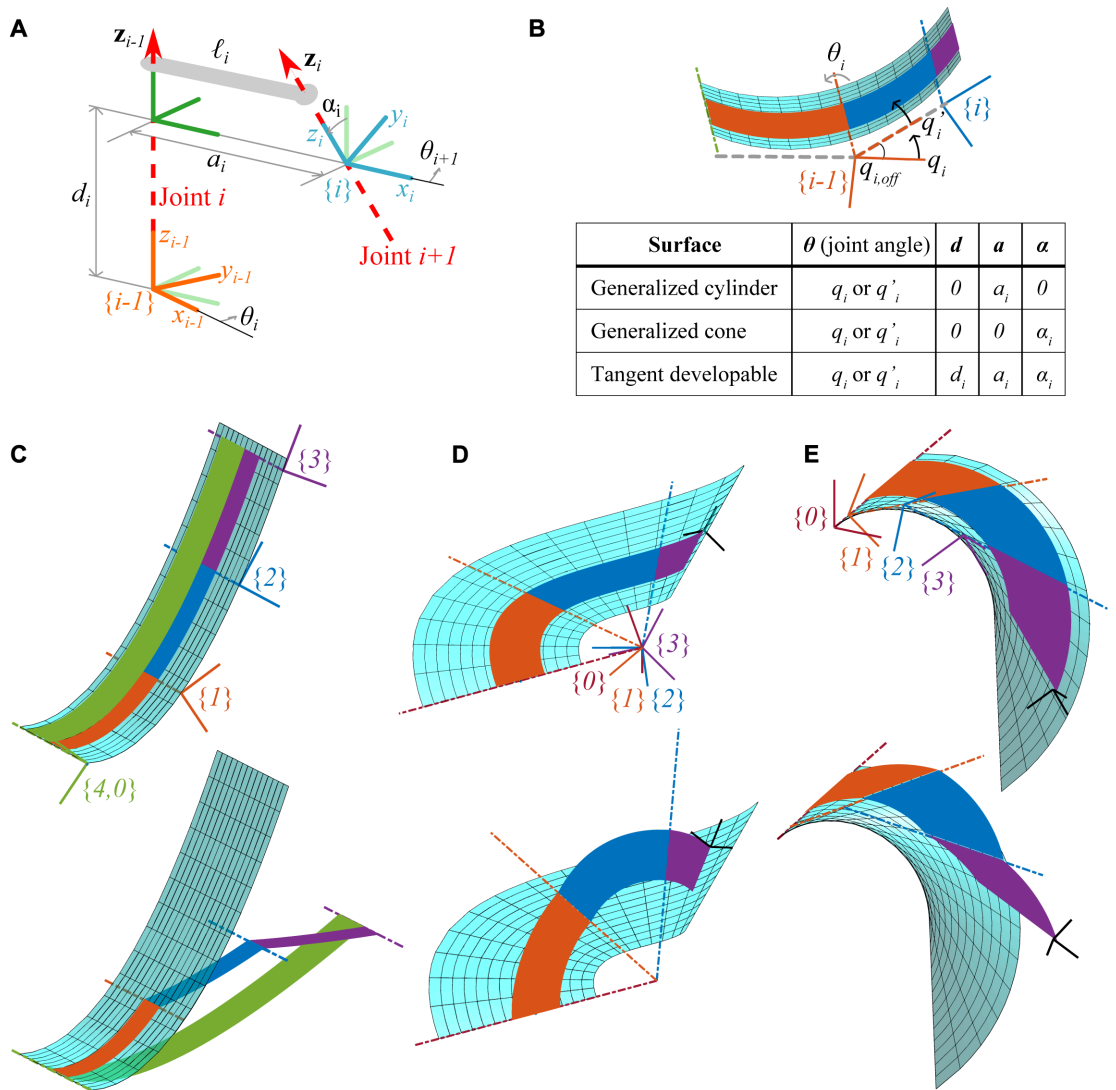 A
z_{i-1}
ℓ_i
z_i
α_i
z_i
y_i
a_i
θ_{i+1}
d_i
Joint i
{i}
x_i
z_{i-1}
Joint i+1
y_{i-1}
{i-1}
x_{i-1}
θ_i
B
θ_i
{i}
q_i'
{i-1}
q_{i,off}
q_i
Surface θ (joint angle) d a α
Generalized cylinder q_i or q'_i 0 a_i 0
Generalized cone q_i or q'_i 0 0 α_i
Tangent developable q_i or q'_i d_i a_i α_i
C
{3}
{2}
{1}
{4,0}
D
{3}
{0}
{1}
{2}
E
{0}
{1}
{2}
{3}